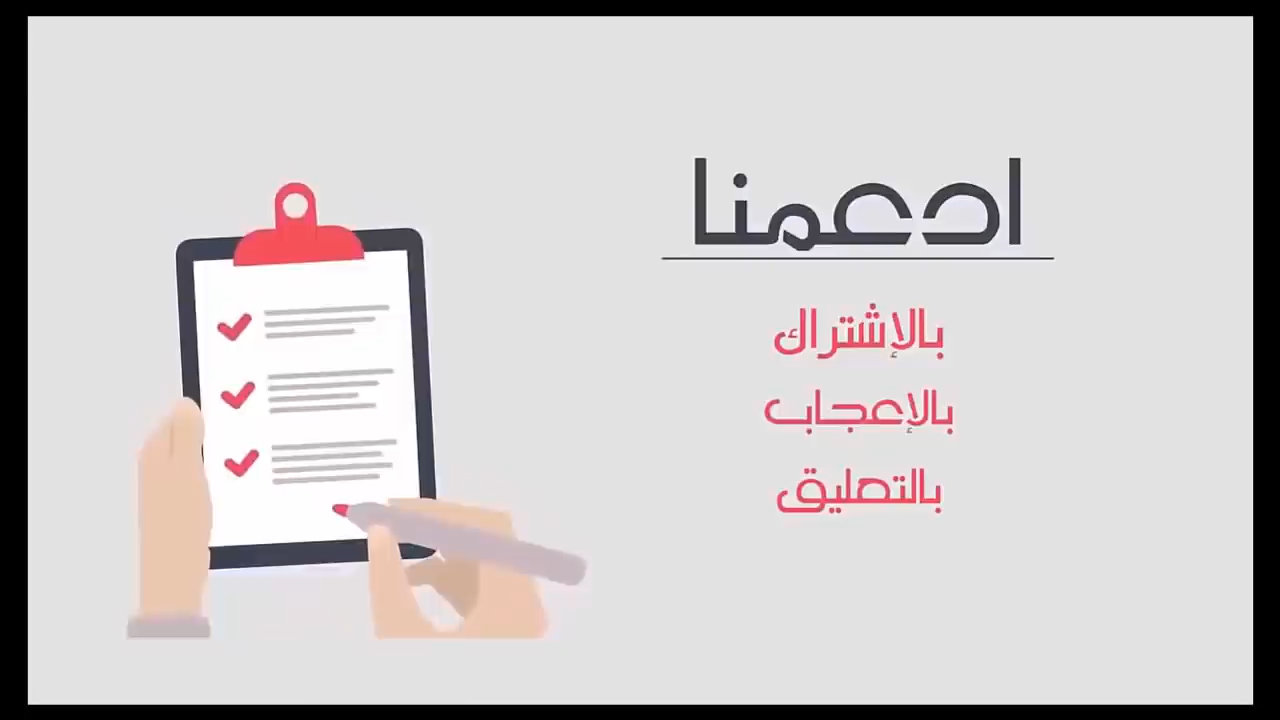 ادعمنا
بالإشتراك
بالإعجاب
بالتعليق